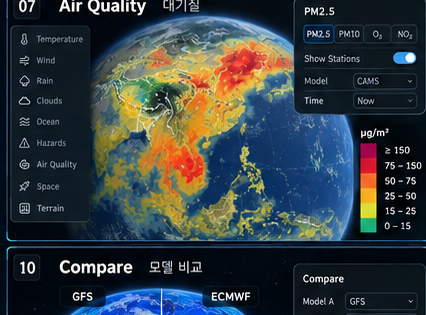 07 Air Quality 대기질
Temperature
Wind
Rain
Clouds
Ocean
Hazards
Air Quality
Space
Terrain
PM2.5
PM2.5 PM10 O₃ NO₂
Show Stations
Model CAMS
Time Now
µg/m³
≥ 150
75 – 150
50 – 75
25 – 50
15 – 25
0 – 15
10 Compare 모델 비교
GFS ECMWF
Compare
Model A GFS